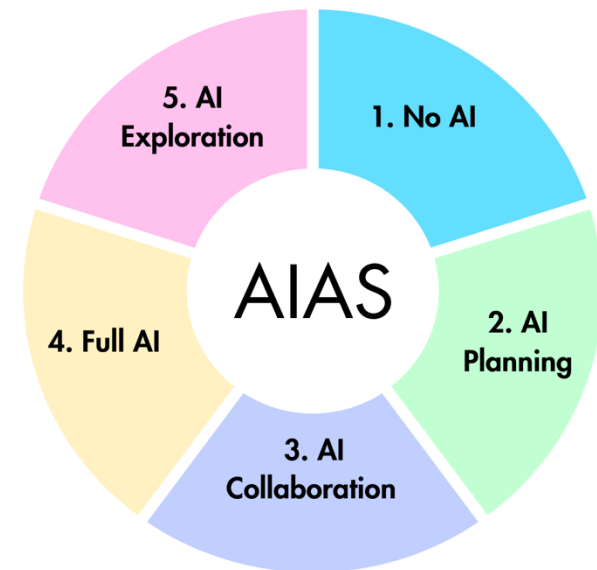 AIAS
1. No AI
2. AI
Planning
3. AI
Collaboration
4. Full AI
5. AI
Exploration